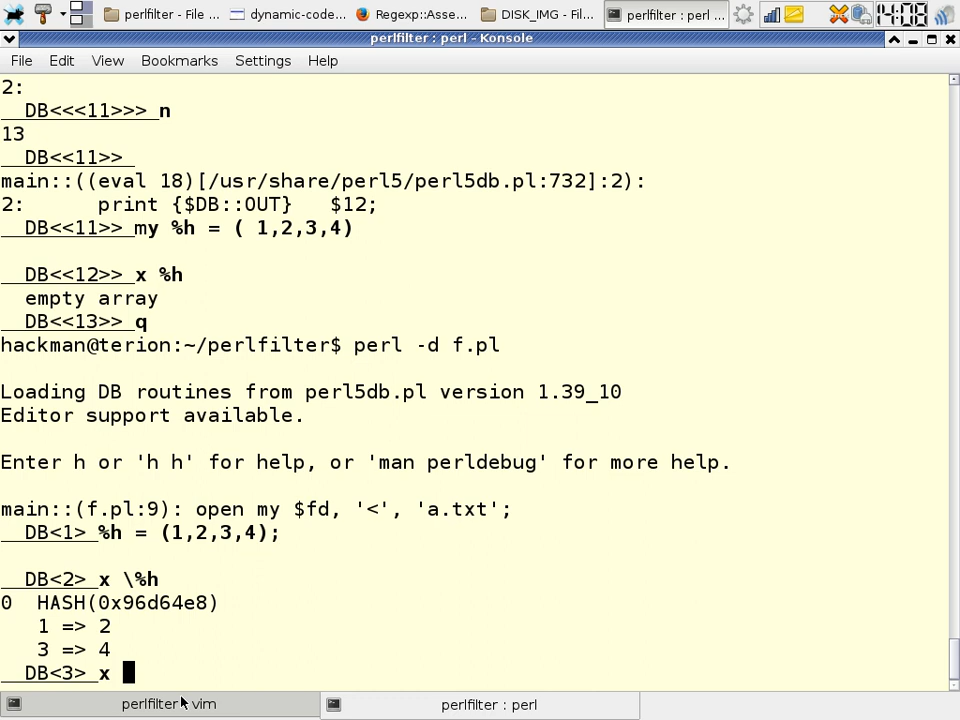 perlfilter - File ...
dynamic-code...
Regexp::Asse...
DISK_IMG - Fil...
perlfilter : perl ...
14:08
perlfilter : perl - Konsole
File Edit View Bookmarks Settings Help
2:
  DB<<<11>>> n
13
  DB<<11>>
main::((eval 18)[/usr/share/perl5/perl5db.pl:732]:2):
2:      print {$DB::OUT}   $12;
  DB<<11>> my %h = ( 1,2,3,4)
  DB<<12>> x %h
  empty array
  DB<<13>> q
hackman@terion:~/perlfilter$ perl -d f.pl
Loading DB routines from perl5db.pl version 1.39_10
Editor support available.
Enter h or 'h h' for help, or 'man perldebug' for more help.
main::(f.pl:9): open my $fd, '<', 'a.txt';
  DB<1> %h = (1,2,3,4);
  DB<2> x \%h
0  HASH(0x96d64e8)
   1 => 2
   3 => 4
  DB<3> x
perlfilter : vim
perlfilter : perl